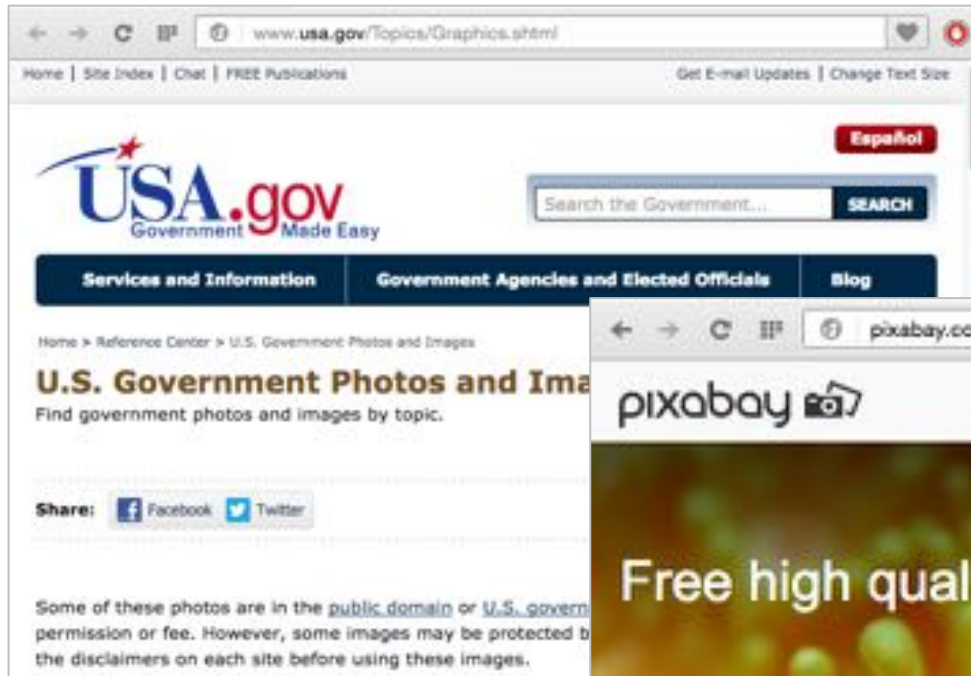 www.usa.gov/Topics/Graphics.shtml
Home | Site Index | Chat | FREE Publications
Get E-mail Updates | Change Text Size
Español
USA.gov
Government Made Easy
Search the Government...
SEARCH
Services and Information
Government Agencies and Elected Officials
Blog
Home > Reference Center > U.S. Government Photos and Images
U.S. Government Photos and Ima
Find government photos and images by topic.
Share:
Facebook
Twitter
Some of these photos are in the public domain or U.S. governm
permission or fee. However, some images may be protected b
the disclaimers on each site before using these images.
pixabay.co
pixabay
Free high qual